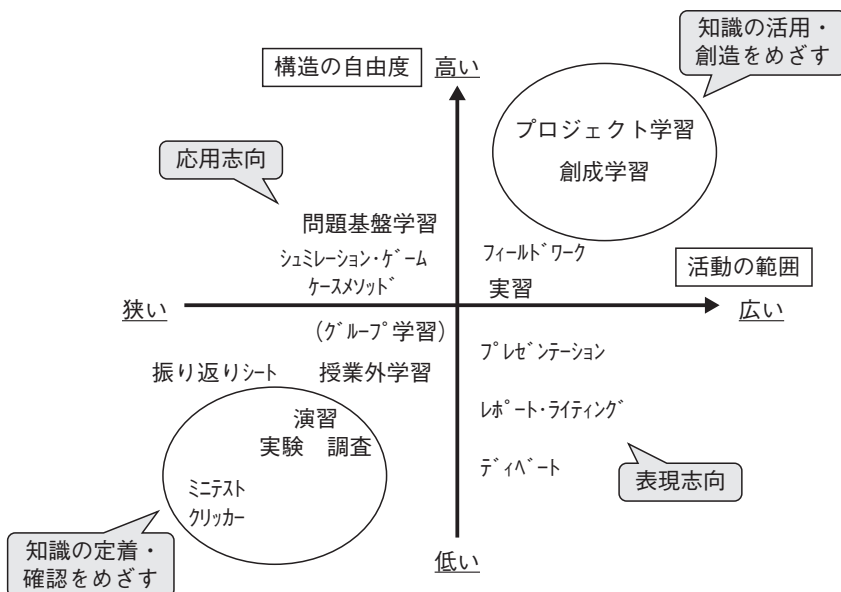 知識の活用・
創造をめざす
構造の自由度
高い
プロジェクト学習
創成学習
応用志向
問題基盤学習
シュミレーション・ゲーム
ケースメソッド
フィールドワーク
実習
活動の範囲
狭い
広い
(グループ学習)
プレゼンテーション
振り返りシート
授業外学習
レポート・ライティング
演習
実験 調査
ディベート
表現志向
ミニテスト
クリッカー
知識の定着・
確認をめざす
低い